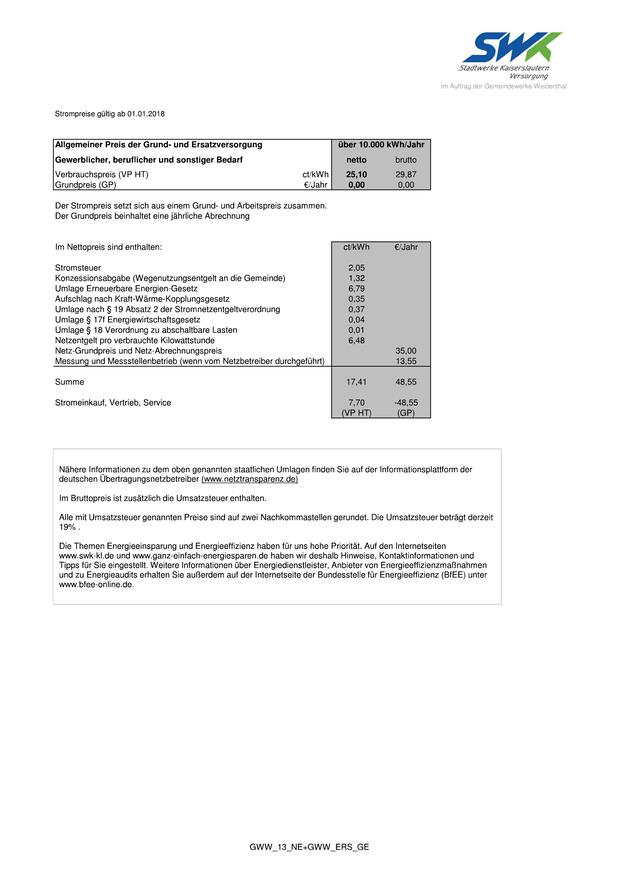 SWK
Stadtwerke Kaiserslautern
Versorgung
im Auftrag der Gemeindewerke Weidenthal
Strompreise gültig ab 01.01.2018
Allgemeiner Preis der Grund- und Ersatzversorgung über 10.000 kWh/Jahr
Gewerblicher, beruflicher und sonstiger Bedarf netto brutto
Verbrauchspreis (VP HT) ct/kWh 25,10 29,87
Grundpreis (GP) €/Jahr 0,00 0,00
Der Strompreis setzt sich aus einem Grund- und Arbeitspreis zusammen.
Der Grundpreis beinhaltet eine jährliche Abrechnung
Im Nettopreis sind enthalten: ct/kWh €/Jahr
Stromsteuer 2,05
Konzessionsabgabe (Wegenutzungsentgelt an die Gemeinde) 1,32
Umlage Erneuerbare Energien-Gesetz 6,79
Aufschlag nach Kraft-Wärme-Kopplungsgesetz 0,35
Umlage nach § 19 Absatz 2 der Stromnetzentgeltverordnung 0,37
Umlage § 17f Energiewirtschaftsgesetz 0,04
Umlage § 18 Verordnung zu abschaltbare Lasten 0,01
Netzentgelt pro verbrauchte Kilowattstunde 6,48
Netz-Grundpreis und Netz-Abrechnungspreis 35,00
Messung und Messstellenbetrieb (wenn vom Netzbetreiber durchgeführt) 13,55
Summe 17,41 48,55
Stromeinkauf, Vertrieb, Service 7,70 -48,55
(VP HT) (GP)
Nähere Informationen zu dem oben genannten staatlichen Umlagen finden Sie auf der Informationsplattform der
deutschen Übertragungsnetzbetreiber (www.netztransparenz.de)
Im Bruttopreis ist zusätzlich die Umsatzsteuer enthalten.
Alle mit Umsatzsteuer genannten Preise sind auf zwei Nachkommastellen gerundet. Die Umsatzsteuer beträgt derzeit
19% .
Die Themen Energieeinsparung und Energieeffizienz haben für uns hohe Priorität. Auf den Internetseiten
www.swk-kl.de und www.ganz-einfach-energiesparen.de haben wir deshalb Hinweise, Kontaktinformationen und
Tipps für Sie eingestellt. Weitere Informationen über Energiedienstleister, Anbieter von Energieeffizienzmaßnahmen
und zu Energieaudits erhalten Sie außerdem auf der Internetseite der Bundesstelle für Energieeffizienz (BfEE) unter
www.bfee-online.de.
GWW_13_NE+GWW_ERS_GE